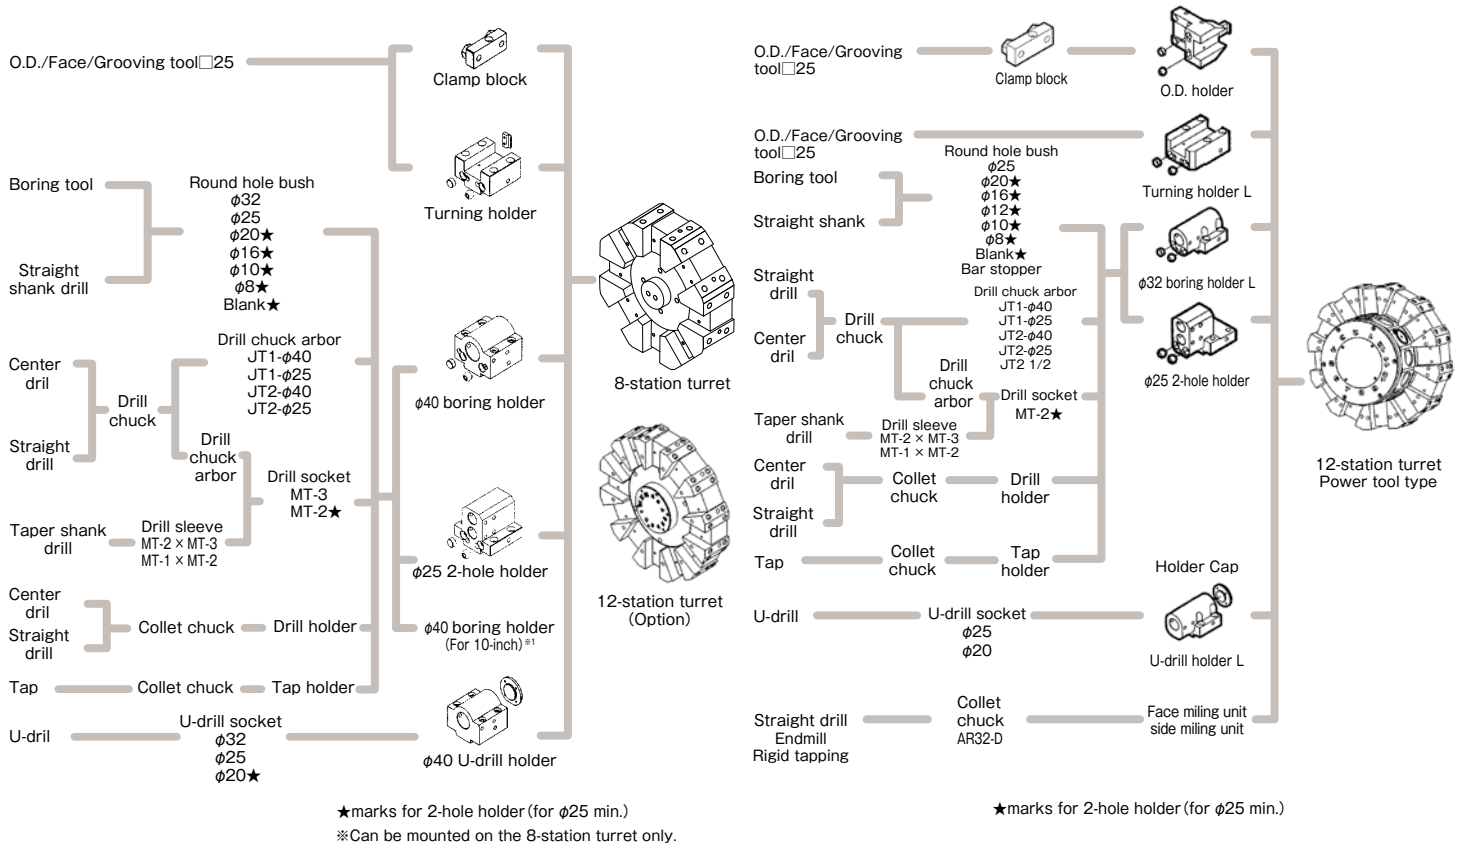 O.D./Face/Grooving tool□25
Clamp block
Turning holder
Boring tool
Straight
shank drill
Round hole bush
φ32
φ25
φ20★
φ16★
φ10★
φ8★
Blank★
Center
dril
Straight
drill
Drill
chuck
Drill chuck arbor
JT1-φ40
JT1-φ25
JT2-φ40
JT2-φ25
Drill
chuck
arbor
Drill socket
MT-3
MT-2★
Taper shank
drill
Drill sleeve
MT-2 × MT-3
MT-1 × MT-2
Center
dril
Straight
drill
Collet chuck
Drill holder
Tap
Collet chuck
Tap holder
U-dril
U-drill socket
φ32
φ25
φ20★
φ40 boring holder
φ25 2-hole holder
φ40 boring holder
(For 10-inch)※1
φ40 U-drill holder
8-station turret
12-station turret
(Option)
★marks for 2-hole holder (for φ25 min.)
※Can be mounted on the 8-station turret only.
O.D./Face/Grooving
tool□25
Clamp block
O.D. holder
O.D./Face/Grooving
tool□25
Turning holder L
Boring tool
Straight shank
Round hole bush
φ25
φ20★
φ16★
φ12★
φ10★
φ8★
Blank★
Bar stopper
φ32 boring holder L
Straight
drill
Center
dril
Drill
chuck
Drill chuck arbor
JT1-φ40
JT1-φ25
JT2-φ40
JT2-φ25
JT2 1/2
φ25 2-hole holder
Drill
chuck
arbor
Drill socket
MT-2★
Taper shank
drill
Drill sleeve
MT-2 × MT-3
MT-1 × MT-2
Center
dril
Straight
drill
Collet
chuck
Drill
holder
Tap
Collet
chuck
Tap
holder
Holder Cap
U-drill
U-drill socket
φ25
φ20
U-drill holder L
Straight drill
Endmill
Rigid tapping
Collet
chuck
AR32-D
Face miling unit
side miling unit
12-station turret
Power tool type
★marks for 2-hole holder (for φ25 min.)